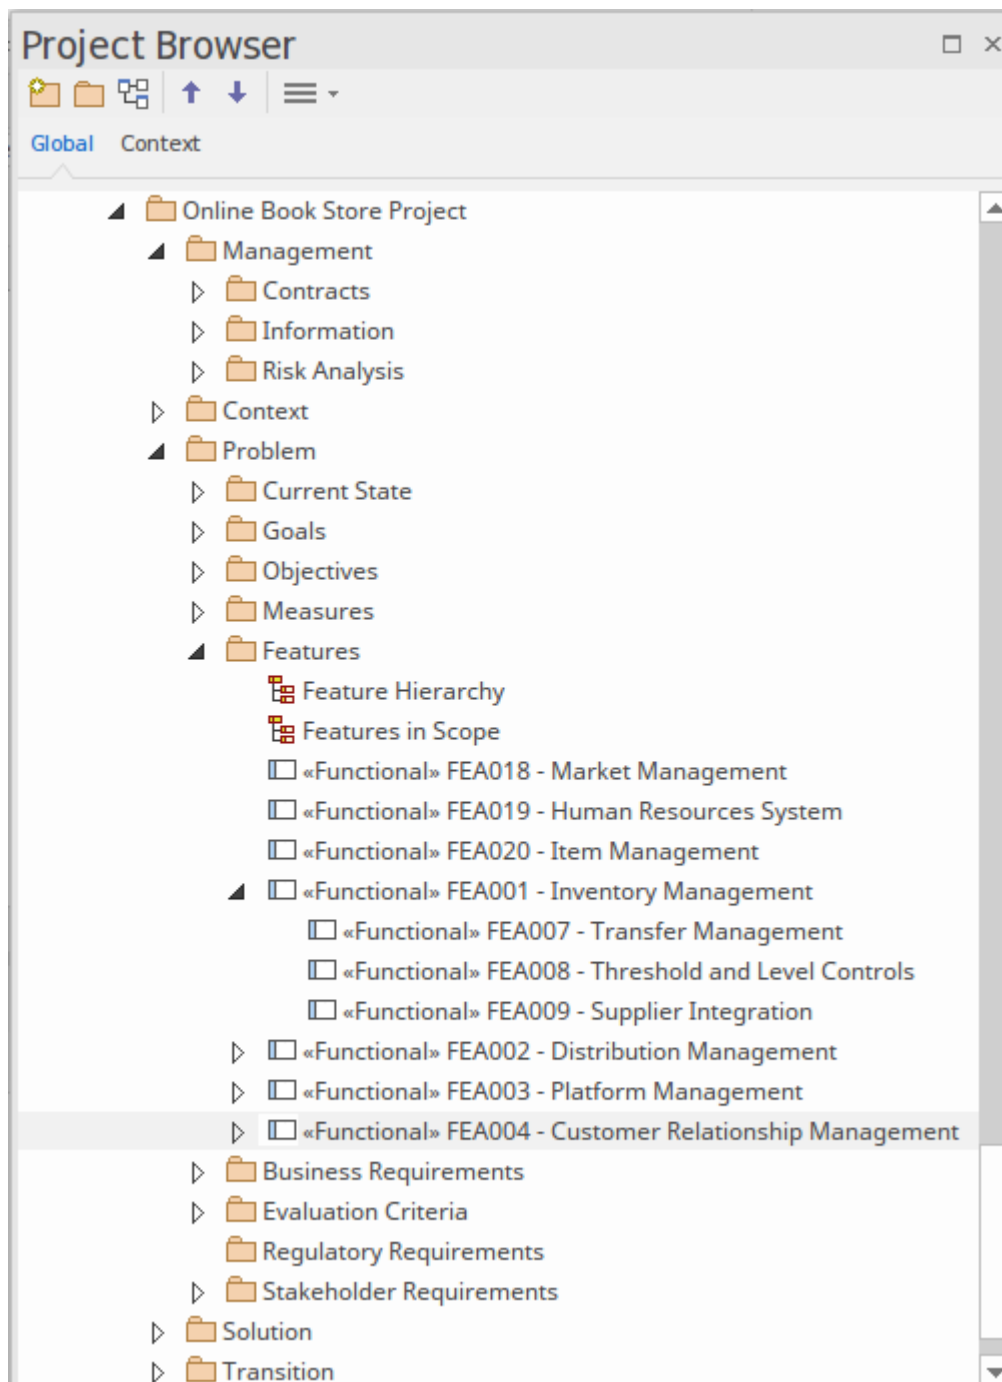 Project Browser
Global Context
Online Book Store Project
Management
Contracts
Information
Risk Analysis
Context
Problem
Current State
Goals
Objectives
Measures
Features
Feature Hierarchy
Features in Scope
«Functional» FEA018 - Market Management
«Functional» FEA019 - Human Resources System
«Functional» FEA020 - Item Management
«Functional» FEA001 - Inventory Management
«Functional» FEA007 - Transfer Management
«Functional» FEA008 - Threshold and Level Controls
«Functional» FEA009 - Supplier Integration
«Functional» FEA002 - Distribution Management
«Functional» FEA003 - Platform Management
«Functional» FEA004 - Customer Relationship Management
Business Requirements
Evaluation Criteria
Regulatory Requirements
Stakeholder Requirements
Solution
Transition